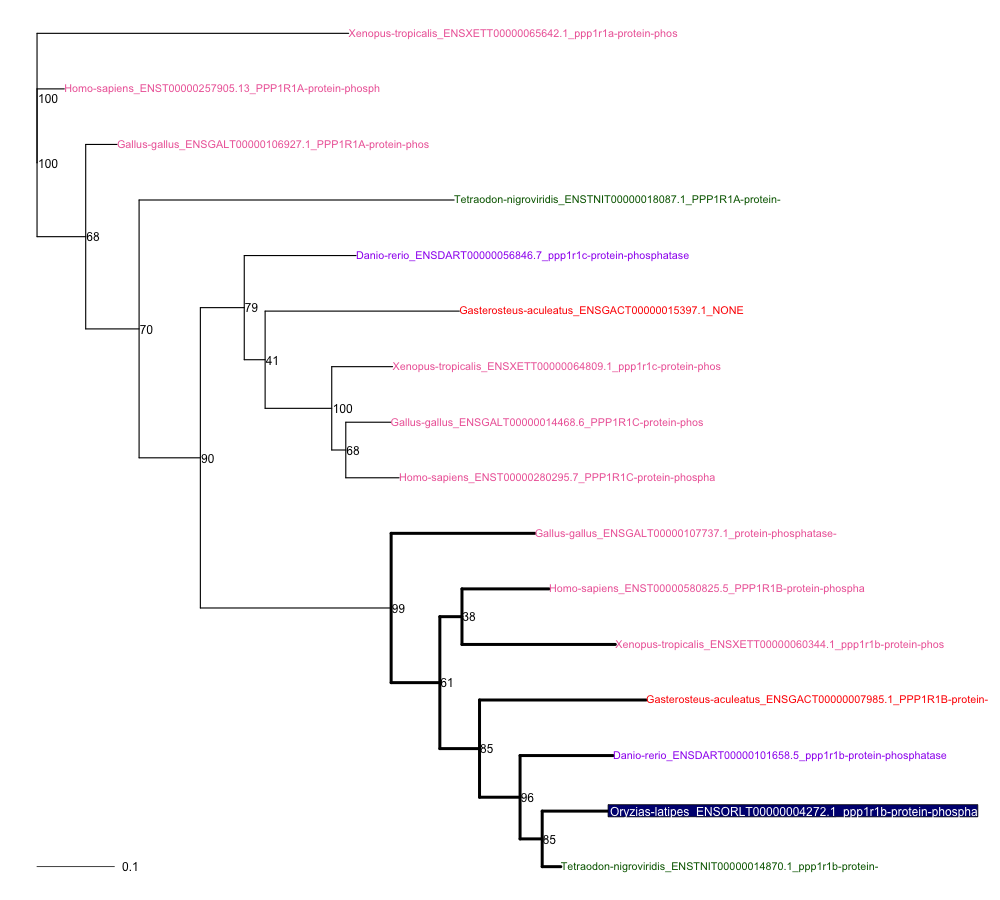 Xenopus-tropicalis_ENSXETT00000065642.1_ppp1r1a-protein-phos
Homo-sapiens_ENST00000257905.13_PPP1R1A-protein-phosph
100
Gallus-gallus_ENSGALT00000106927.1_PPP1R1A-protein-phos
100
Tetraodon-nigroviridis_ENSTNIT00000018087.1_PPP1R1A-protein-
68
Danio-rerio_ENSDART00000056846.7_ppp1r1c-protein-phosphatase
79
Gasterosteus-aculeatus_ENSGACT00000015397.1_NONE
70
41
Xenopus-tropicalis_ENSXETT00000064809.1_ppp1r1c-protein-phos
100
Gallus-gallus_ENSGALT00000014468.6_PPP1R1C-protein-phos
68
90
Homo-sapiens_ENST00000280295.7_PPP1R1C-protein-phospha
Gallus-gallus_ENSGALT00000107737.1_protein-phosphatase-
Homo-sapiens_ENST00000580825.5_PPP1R1B-protein-phospha
99
38
Xenopus-tropicalis_ENSXETT00000060344.1_ppp1r1b-protein-phos
61
Gasterosteus-aculeatus_ENSGACT00000007985.1_PPP1R1B-protein-
85
Danio-rerio_ENSDART00000101658.5_ppp1r1b-protein-phosphatase
96
Oryzias-latipes_ENSORLT00000004272.1_ppp1r1b-protein-phospha
85
Tetraodon-nigroviridis_ENSTNIT00000014870.1_ppp1r1b-protein-
0.1